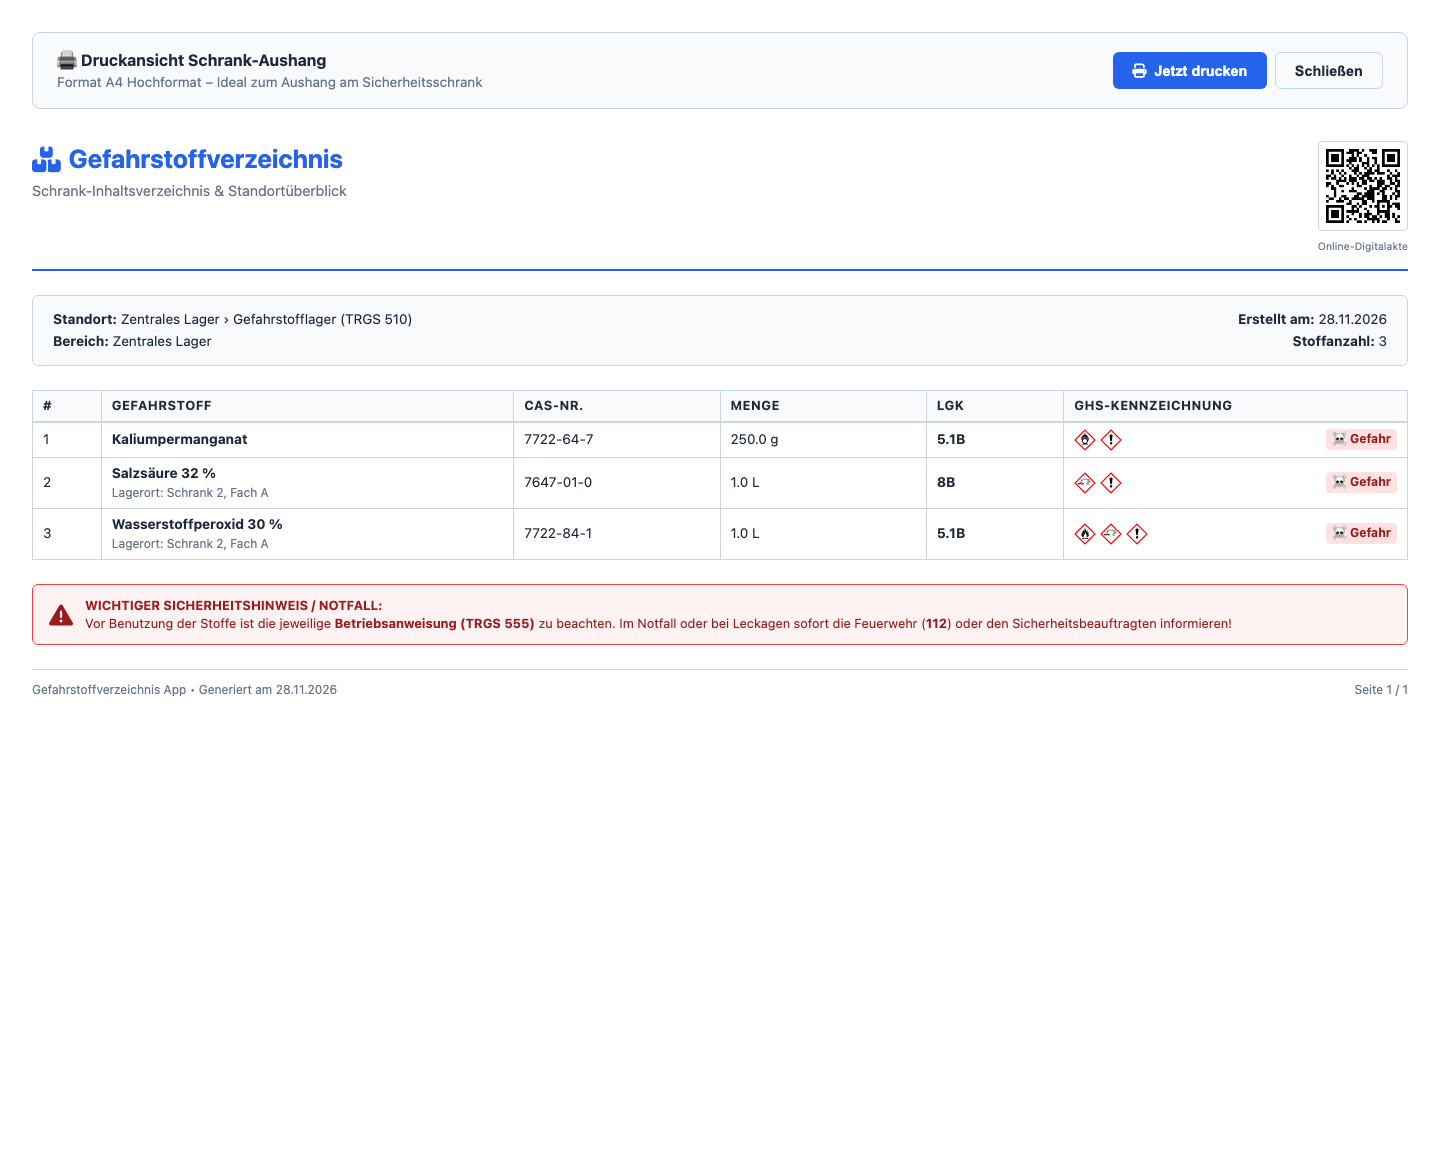 Druckansicht Schrank-Aushang
Format A4 Hochformat – Ideal zum Aushang am Sicherheitsschrank
Jetzt drucken
Schließen
Gefahrstoffverzeichnis
Schrank-Inhaltsverzeichnis & Standortüberblick
Online-Digitalakte
Standort: Zentrales Lager › Gefahrstofflager (TRGS 510)
Bereich: Zentrales Lager
Erstellt am: 28.11.2026
Stoffanzahl: 3
# GEFAHRSTOFF CAS-NR. MENGE LGK GHS-KENNZEICHNUNG
1 Kaliumpermanganat 7722-64-7 250.0 g 5.1B Gefahr
2 Salzsäure 32 % 7647-01-0 1.0 L 8B Gefahr
Lagerort: Schrank 2, Fach A
3 Wasserstoffperoxid 30 % 7722-84-1 1.0 L 5.1B Gefahr
Lagerort: Schrank 2, Fach A
WICHTIGER SICHERHEITSHINWEIS / NOTFALL:
Vor Benutzung der Stoffe ist die jeweilige Betriebsanweisung (TRGS 555) zu beachten. Im Notfall oder bei Leckagen sofort die Feuerwehr (112) oder den Sicherheitsbeauftragten informieren!
Gefahrstoffverzeichnis App • Generiert am 28.11.2026
Seite 1 / 1